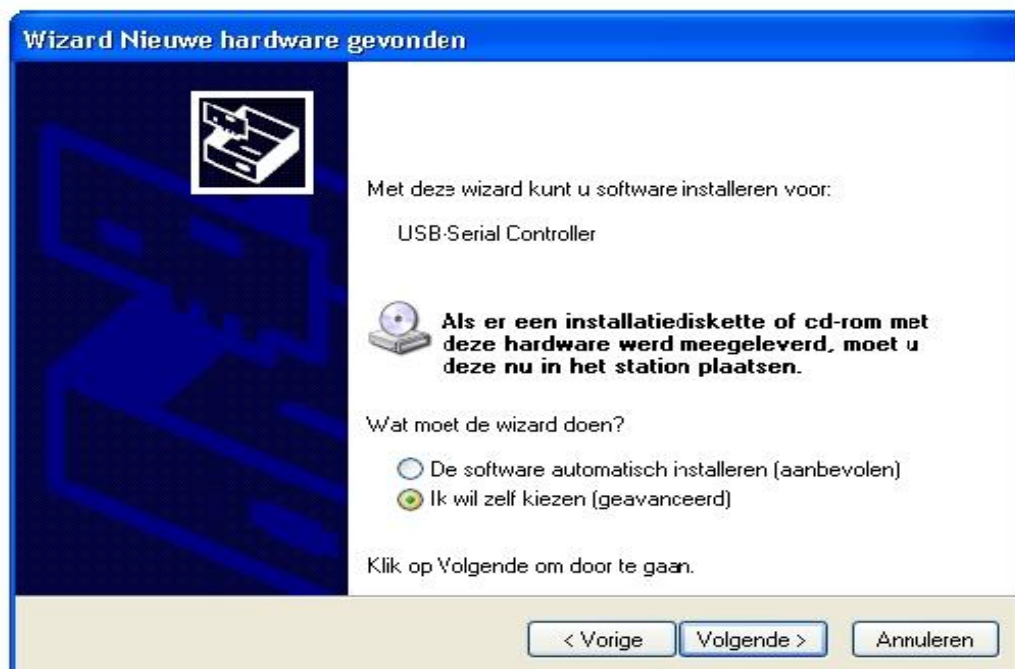 Wizard Nieuwe hardware gevonden
Met deze wizard kunt u software installeren voor:
USB-Serial Controller
Als er een installatiediskette of cd-rom met
deze hardware werd meegeleverd, moet u
deze nu in het station plaatsen.
Wat moet de wizard doen?
De software automatisch installeren (aanbevolen)
Ik wil zelf kiezen (geavanceerd)
Klik op Volgende om door te gaan.
< Vorige
Volgende >
Annuleren